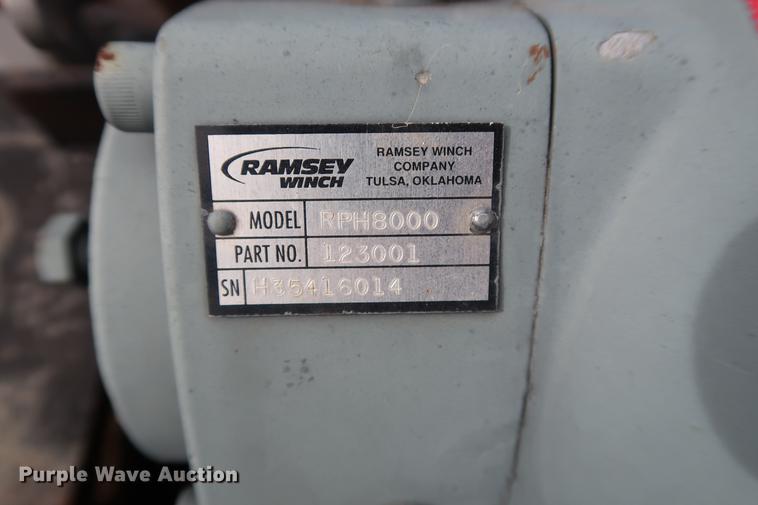 RAMSEY
WINCH
RAMSEY WINCH
COMPANY
TULSA, OKLAHOMA
MODEL RPH8000
PART NO. 123001
SN H35416014
Purple Wave Auction